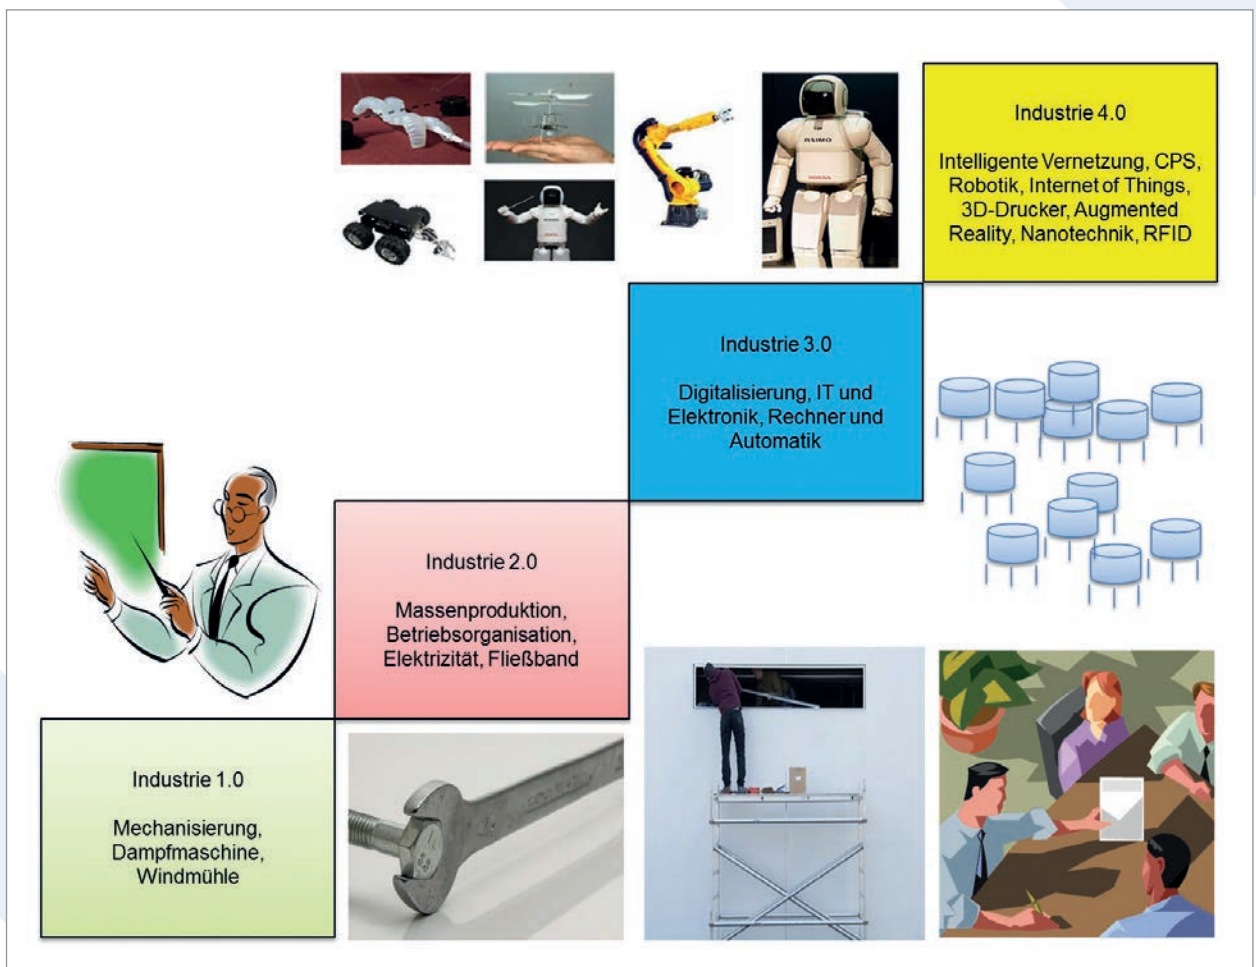 Industrie 4.0
Intelligente Vernetzung, CPS,
Robotik, Internet of Things,
3D-Drucker, Augmented
Reality, Nanotechnik, RFID
ASIMO
HONDA
Industrie 3.0
Digitalisierung, IT und
Elektronik, Rechner und
Automatik
Industrie 2.0
Massenproduktion,
Betriebsorganisation,
Elektrizität, Fließband
Industrie 1.0
Mechanisierung,
Dampfmaschine,
Windmühle